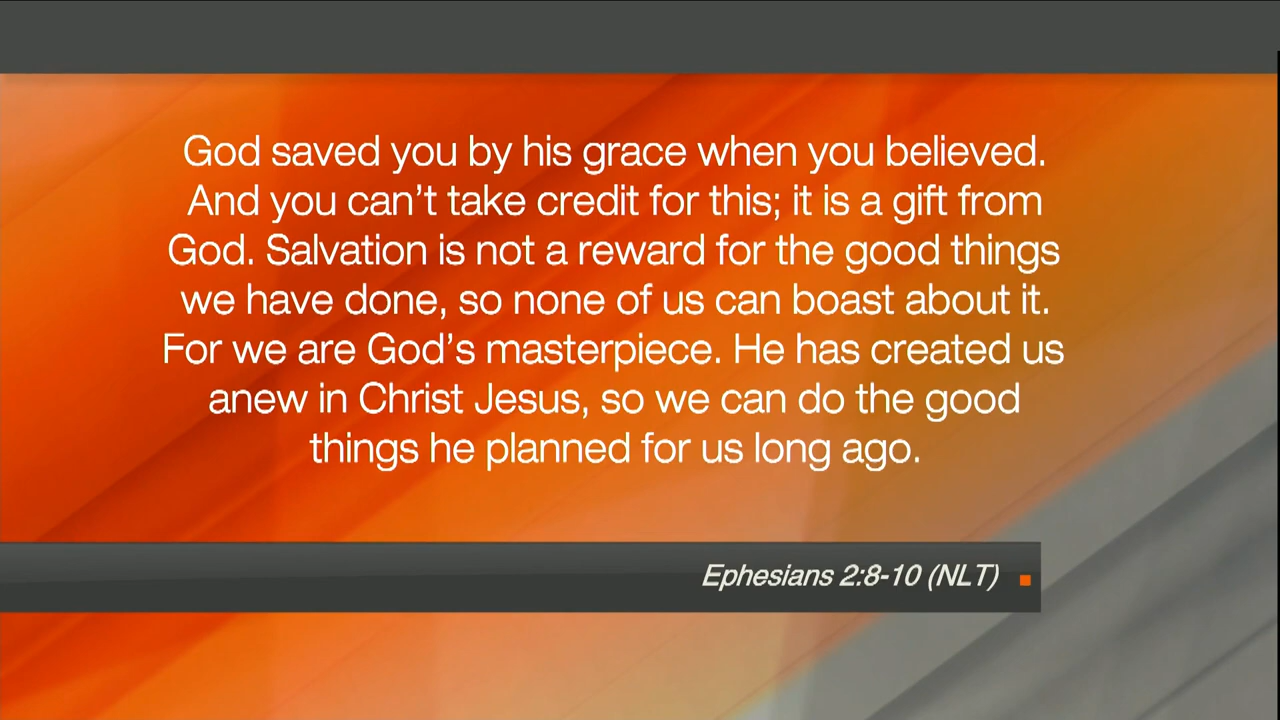 God saved you by his grace when you believed.
And you can’t take credit for this; it is a gift from
God. Salvation is not a reward for the good things
we have done, so none of us can boast about it.
For we are God’s masterpiece. He has created us
anew in Christ Jesus, so we can do the good
things he planned for us long ago.
Ephesians 2:8-10 (NLT)